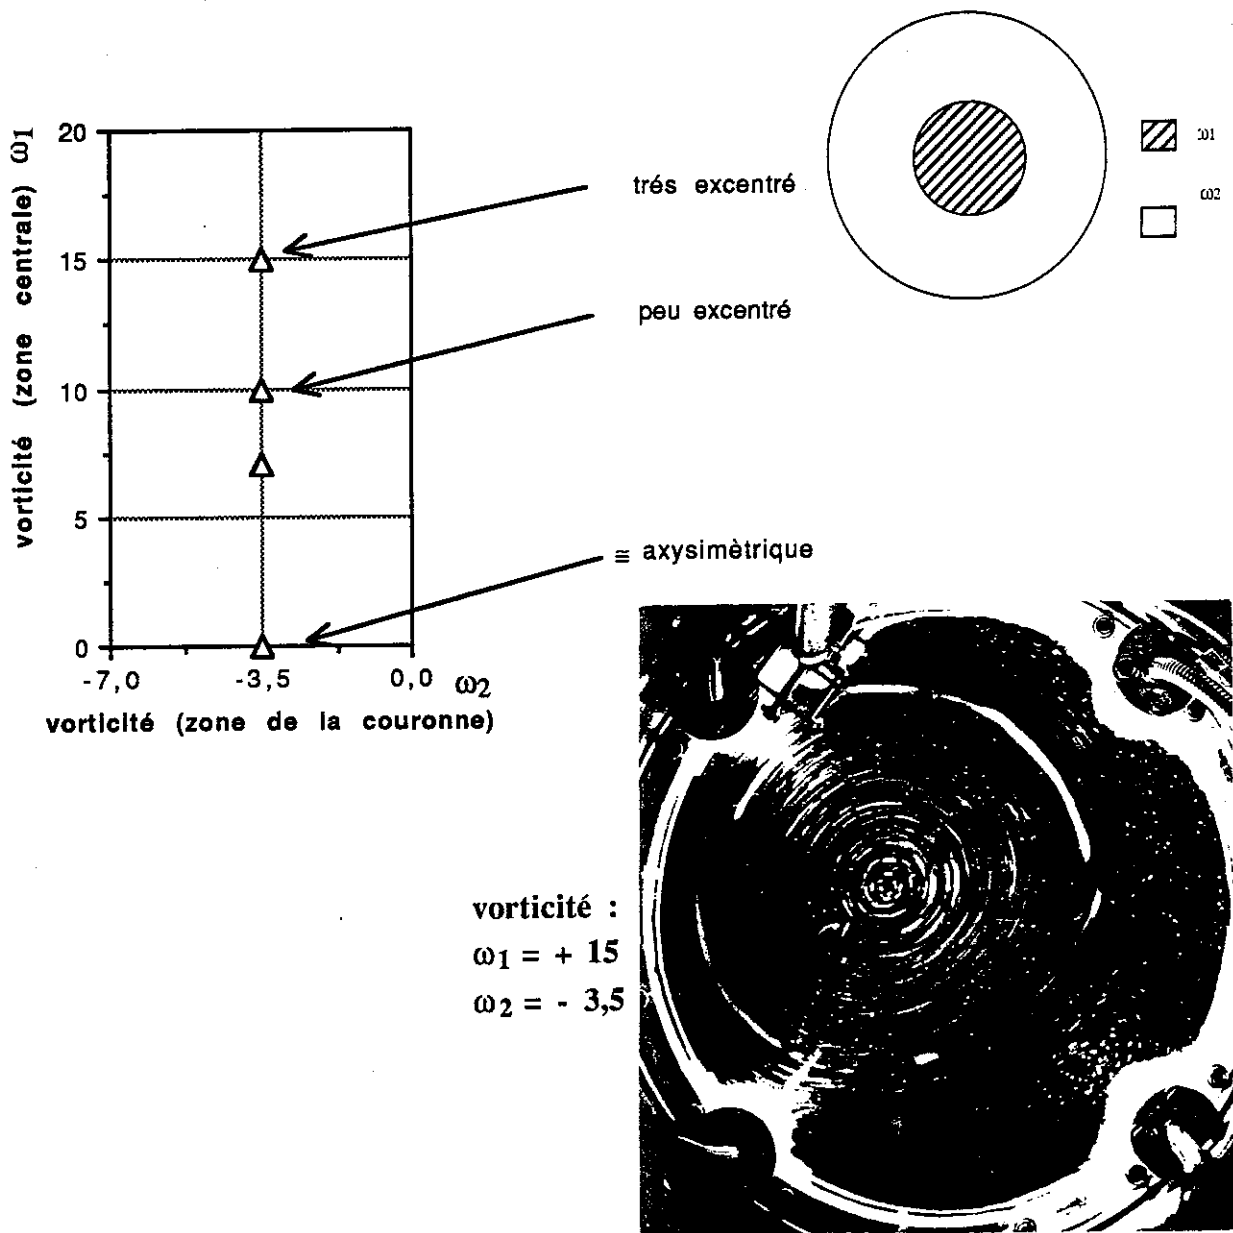 vorticité (zone centrale) ω1
20
15
10
5
0
-7,0
-3,5
0,0
ω2
vorticité (zone de la couronne)
trés excentré
peu excentré
≅ axysimètrique
ω1
ω2
vorticité :
ω1 = + 15
ω2 = - 3,5